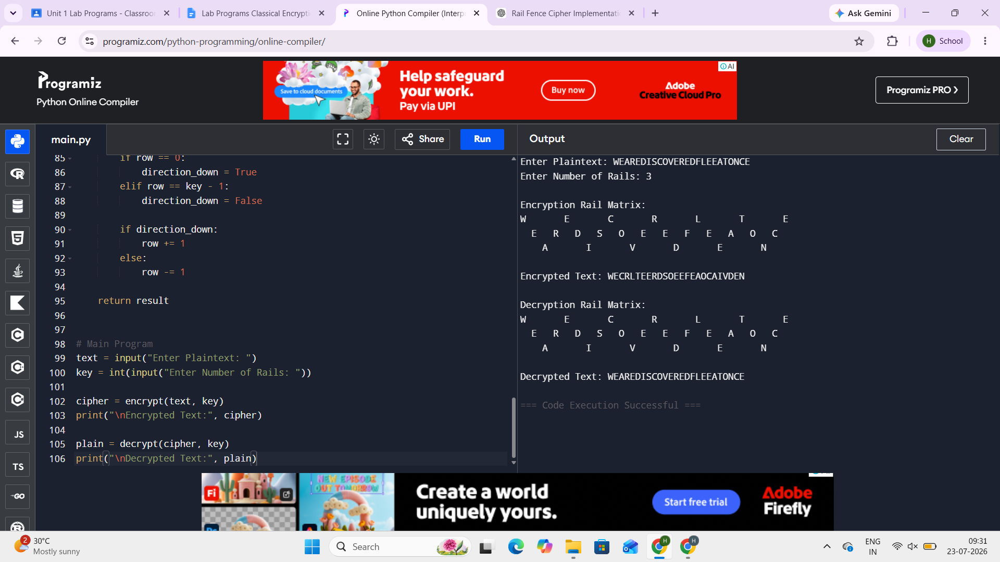 Unit 1 Lab Programs - Classroom
Lab Programs Classical Encrypti
Online Python Compiler (Interp
Rail Fence Cipher Implementati
Ask Gemini
programiz.com/python-programming/online-compiler/
H School
Programiz
Python Online Compiler
Save to cloud documents
Help safeguard
your work.
Pay via UPI
Buy now
Adobe
Creative Cloud Pro
AI
Programiz PRO
main.py
Share
Run
Output
Clear
85 if row == 0:
86 direction_down = True
87 elif row == key - 1:
88 direction_down = False
89
90 if direction_down:
91 row += 1
92 else:
93 row -= 1
94
95 return result
96
97
98 # Main Program
99 text = input("Enter Plaintext: ")
100 key = int(input("Enter Number of Rails: "))
101
102 cipher = encrypt(text, key)
103 print("\nEncrypted Text:", cipher)
104
105 plain = decrypt(cipher, key)
106 print("\nDecrypted Text:", plain)
Enter Plaintext: WEAREDISCOVEREDFLEEATONCE
Enter Number of Rails: 3
Encryption Rail Matrix:
W E C R L T E
E R D S O E E F E A O C
A I V D E N
Encrypted Text: WECRLTEERDSOEEFEAOCAIVDEN
Decryption Rail Matrix:
W E C R L T E
E R D S O E E F E A O C
A I V D E N
Decrypted Text: WEAREDISCOVEREDFLEEATONCE
=== Code Execution Successful ===
JS
TS
GO
Fi
NEW EPISODE
OUT TOMORROW
Create a world
uniquely yours.
Start free trial
Adobe
Firefly
2
30°C
Mostly sunny
Search
H
H
ENG
IN
09:31
23-07-2026